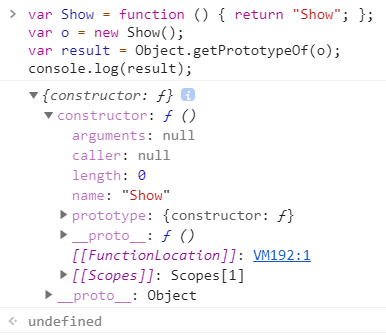 > var Show = function () { return "Show"; };
var o = new Show();
var result = Object.getPrototypeOf(o);
console.log(result);
▼{constructor: ƒ} i
▼constructor: ƒ ()
arguments: null
caller: null
length: 0
name: "Show"
▶prototype: {constructor: ƒ}
▶__proto__: ƒ ()
[[FunctionLocation]]: VM192:1
▶[[Scopes]]: Scopes[1]
▶__proto__: Object
undefined